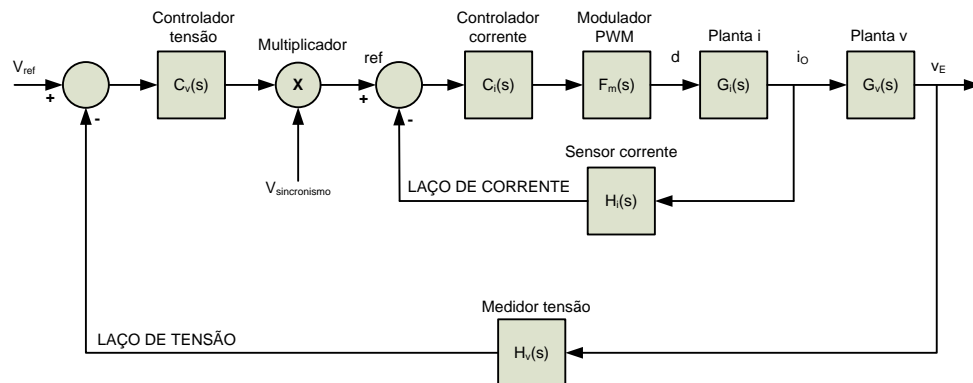 Controlador
tensão
Multiplicador
ref
Controlador
corrente
Modulador
PWM
d
Planta i
i_O
Planta v
v_E
V_ref
+
-
C_v(s)
X
+
-
C_i(s)
F_m(s)
G_i(s)
G_v(s)
V_sincronismo
Sensor corrente
LAÇO DE CORRENTE
H_i(s)
Medidor tensão
LAÇO DE TENSÃO
H_v(s)